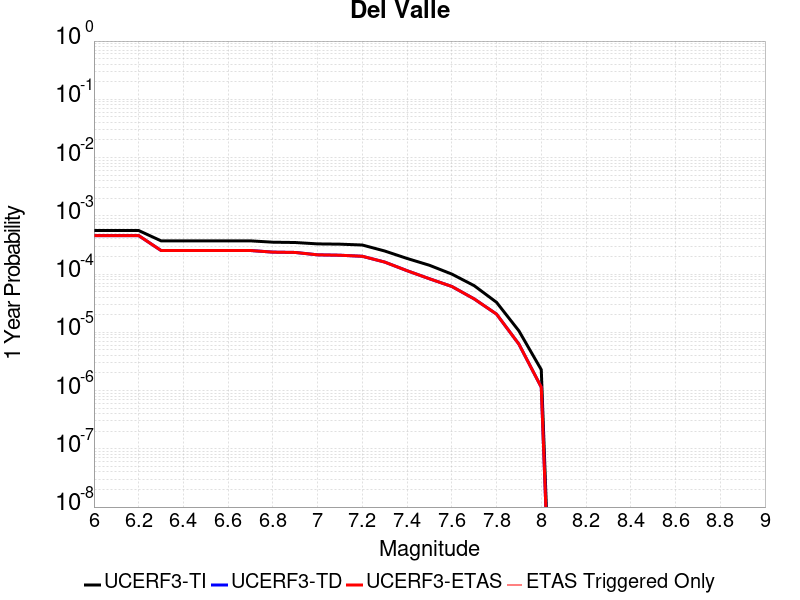 Del Valle
10^0
10^-1
10^-2
10^-3
10^-4
10^-5
10^-6
10^-7
10^-8
1 Year Probability
6 6.2 6.4 6.6 6.8 7 7.2 7.4 7.6 7.8 8 8.2 8.4 8.6 8.8 9
Magnitude
UCERF3-TI UCERF3-TD UCERF3-ETAS ETAS Triggered Only